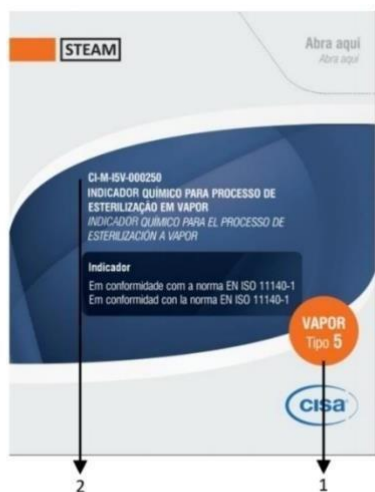 STEAM
Abra aqui
Abra aquí
CI-M-I5V-000250
INDICADOR QUÍMICO PARA PROCESSO DE
ESTERILIZAÇÃO EM VAPOR
INDICADOR QUÍMICO PARA EL PROCESO DE
ESTERILIZACIÓN A VAPOR
Indicador
Em conformidade com a norma EN ISO 11140-1
Em conformidad con la norma EN ISO 11140-1
VAPOR
Tipo 5
CISA
2
1